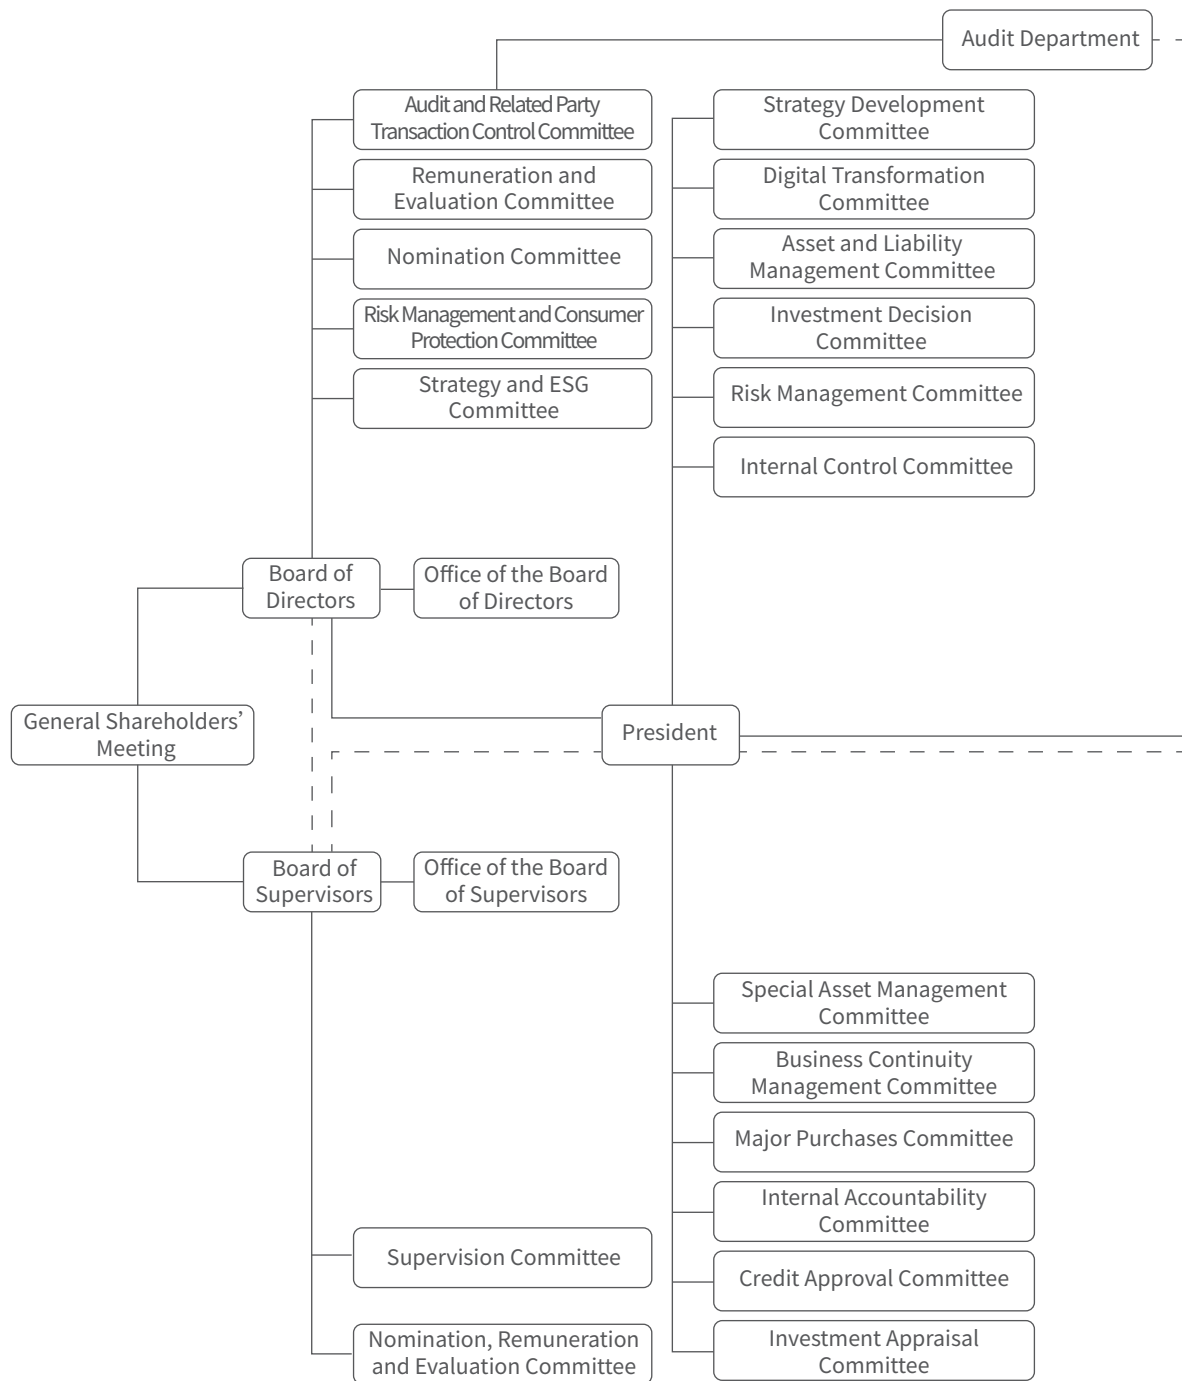 Audit Department
Audit and Related Party
Transaction Control Committee
Remuneration and
Evaluation Committee
Nomination Committee
Risk Management and Consumer
Protection Committee
Strategy and ESG
Committee
Strategy Development
Committee
Digital Transformation
Committee
Asset and Liability
Management Committee
Investment Decision
Committee
Risk Management Committee
Internal Control Committee
Board of
Directors
Office of the Board
of Directors
General Shareholders’
Meeting
President
Board of
Supervisors
Office of the Board
of Supervisors
Supervision Committee
Nomination, Remuneration
and Evaluation Committee
Special Asset Management
Committee
Business Continuity
Management Committee
Major Purchases Committee
Internal Accountability
Committee
Credit Approval Committee
Investment Appraisal
Committee